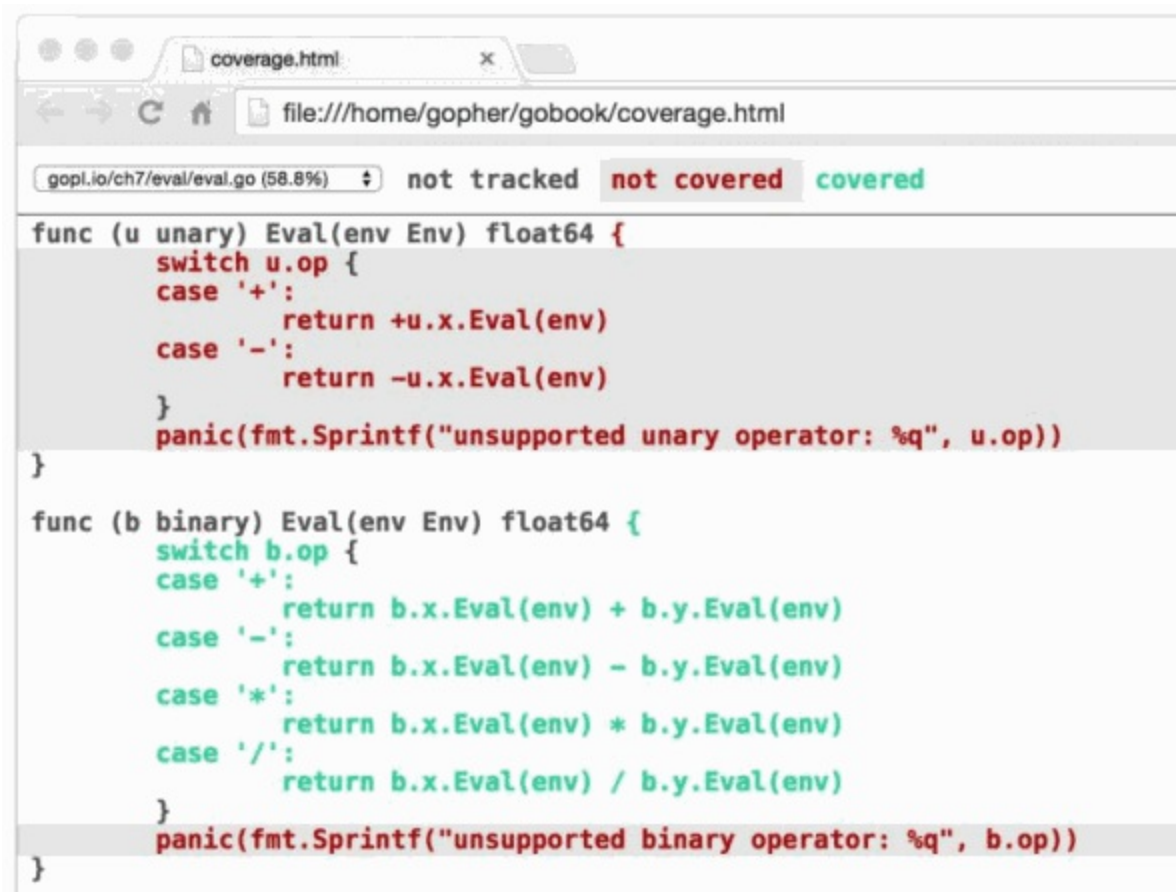 coverage.html
file:///home/gopher/gobook/coverage.html
gopl.io/ch7/eval/eval.go (58.8%) not tracked not covered covered
func (u unary) Eval(env Env) float64 {
        switch u.op {
        case '+':
                return +u.x.Eval(env)
        case '-':
                return -u.x.Eval(env)
        }
        panic(fmt.Sprintf("unsupported unary operator: %q", u.op))
}

func (b binary) Eval(env Env) float64 {
        switch b.op {
        case '+':
                return b.x.Eval(env) + b.y.Eval(env)
        case '-':
                return b.x.Eval(env) - b.y.Eval(env)
        case '*':
                return b.x.Eval(env) * b.y.Eval(env)
        case '/':
                return b.x.Eval(env) / b.y.Eval(env)
        }
        panic(fmt.Sprintf("unsupported binary operator: %q", b.op))
}